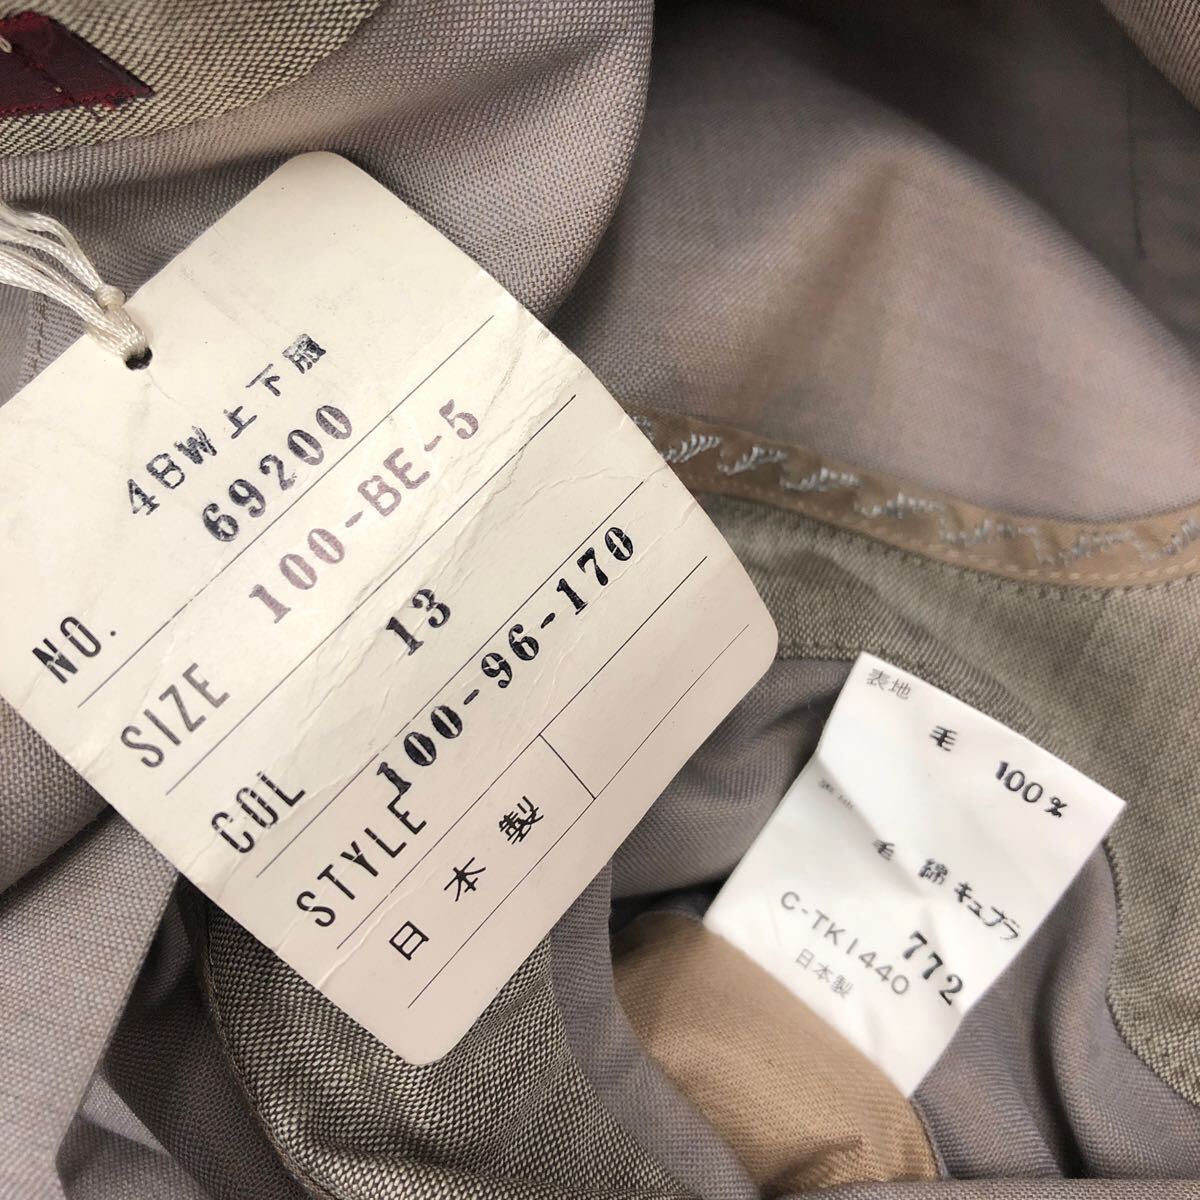 4BW上下服
NO. 69200
SIZE 100-BE-5
COL 13
STYLE 100-96-170
日本製
表地
毛 100%
毛 綿 キュプラ
772
C-TK1440
日本製